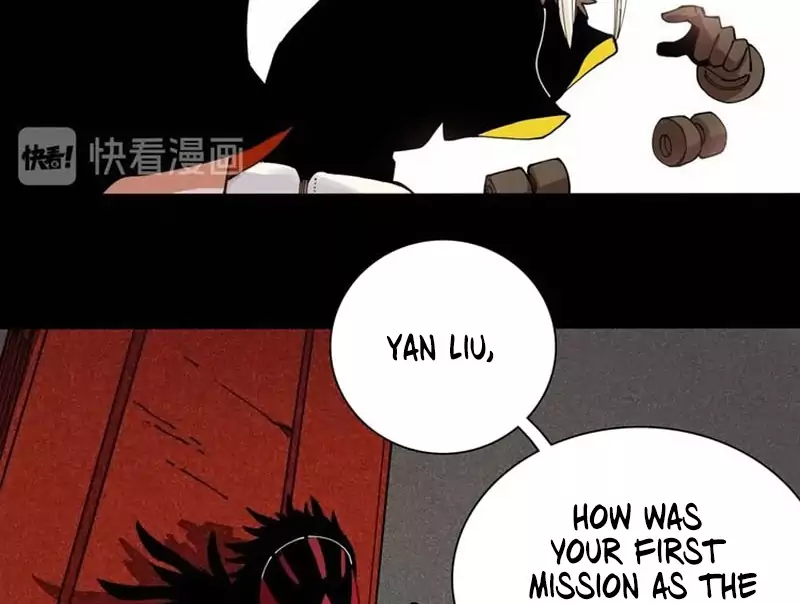 快看! 快看漫画
YAN LIU,
HOW WAS
YOUR FIRST
MISSION AS THE